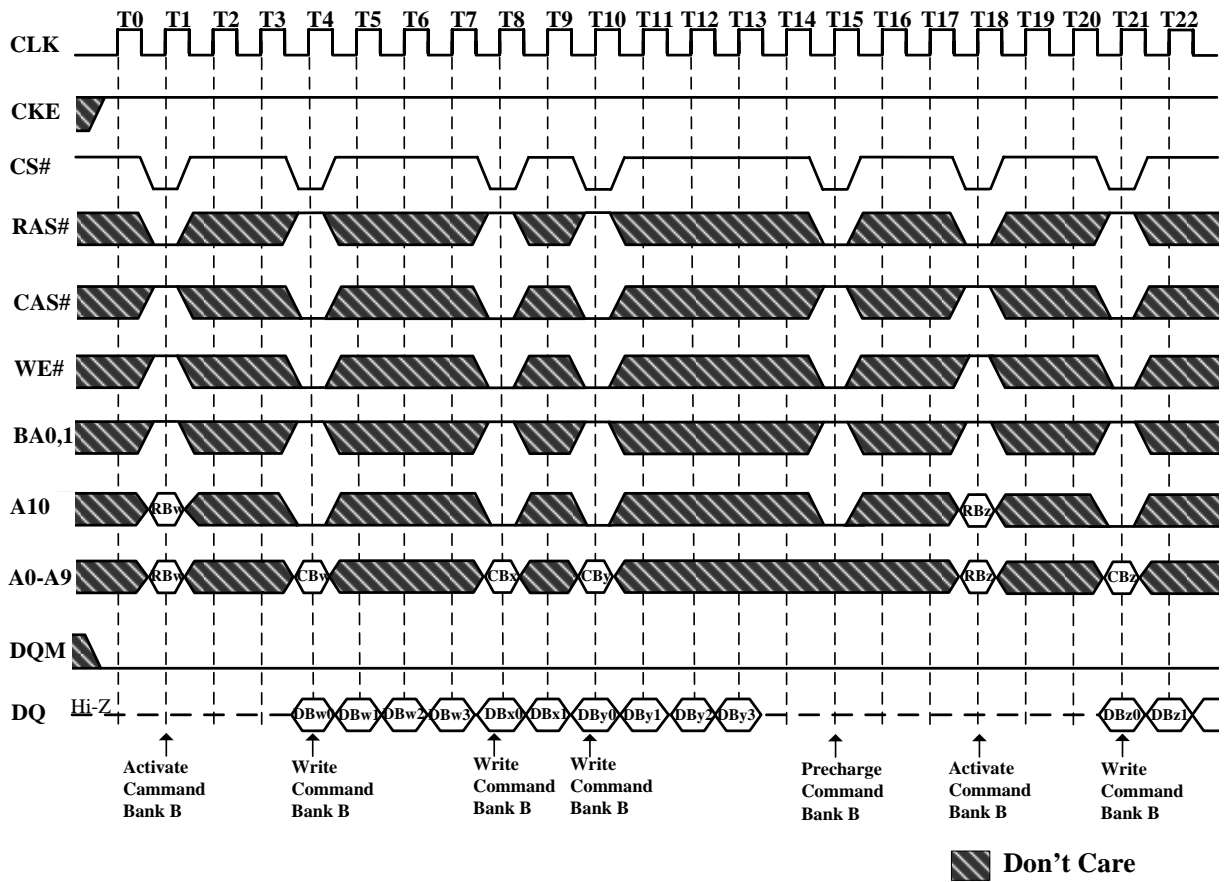 T0 T1 T2 T3 T4 T5 T6 T7 T8 T9 T10 T11 T12 T13 T14 T15 T16 T17 T18 T19 T20 T21 T22
CLK
CKE
CS#
RAS#
CAS#
WE#
BA0,1
A10 RBw RBz
A0-A9 RBw CBw CBx CBy RBz CBz
DQM
DQ Hi-Z DBw0 DBw1 DBw2 DBw3 DBx0 DBx1 DBy0 DBy1 DBy2 DBy3 DBz0 DBz1
Activate
Cammand
Bank B
Write
Command
Bank B
Write
Command
Bank B
Write
Command
Bank B
Precharge
Command
Bank B
Activate
Command
Bank B
Write
Command
Bank B
Don't Care